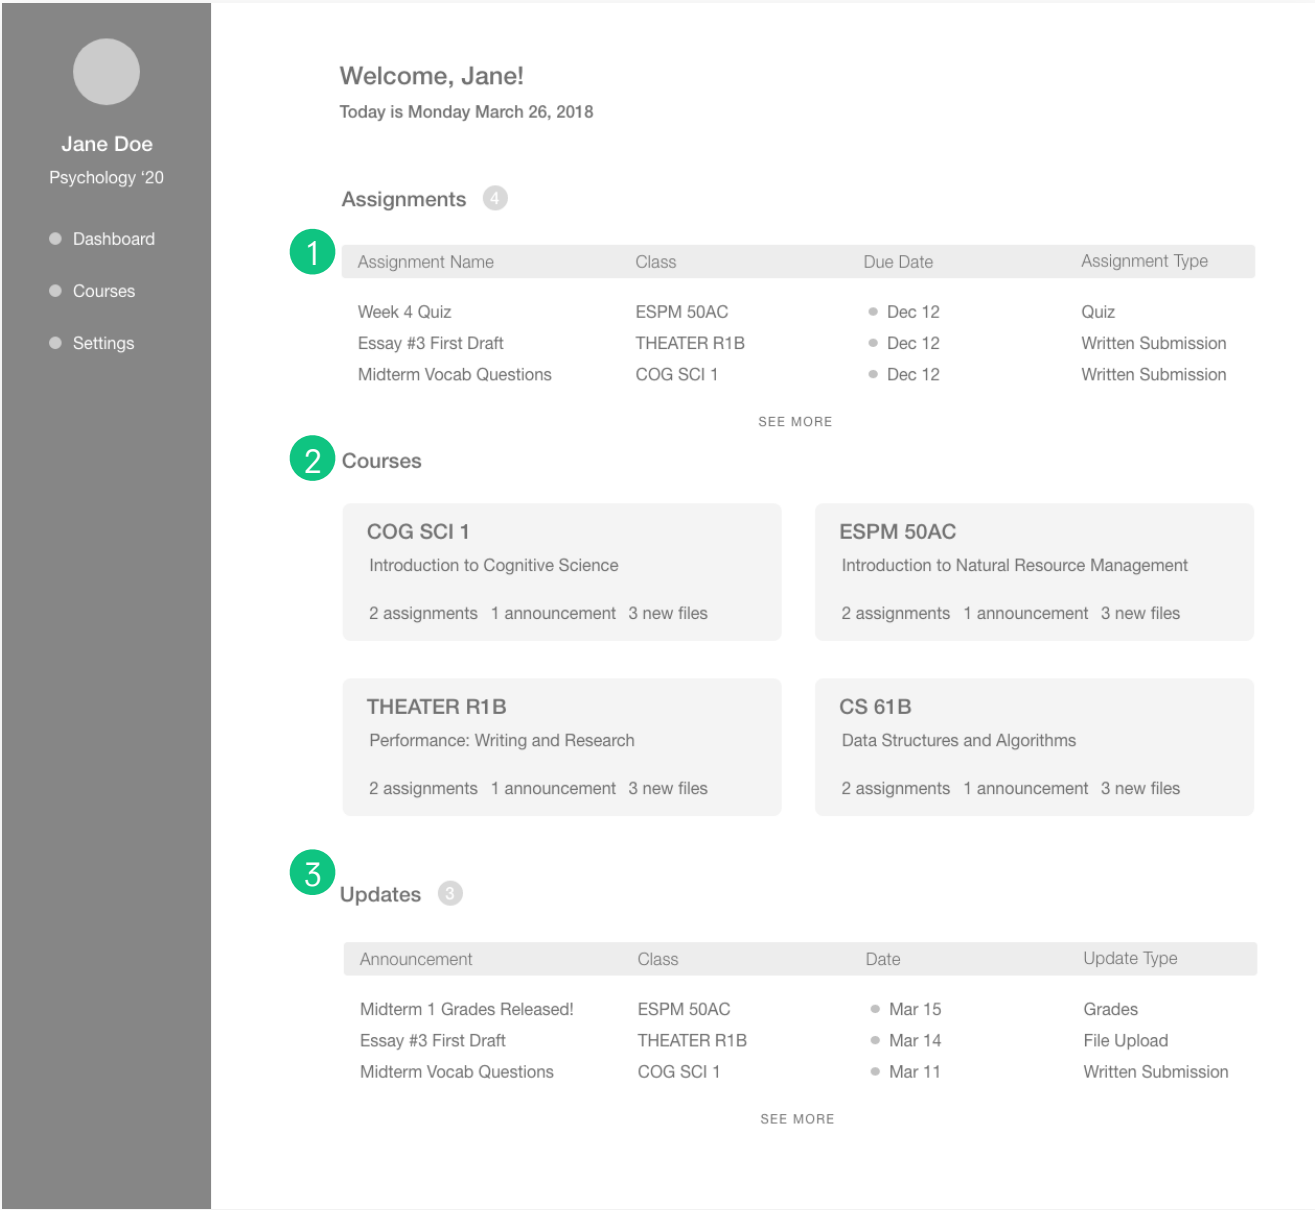 Jane Doe
Psychology ‘20
Dashboard
Courses
Settings
Welcome, Jane!
Today is Monday March 26, 2018
Assignments 4
1
Assignment Name Class Due Date Assignment Type
Week 4 Quiz ESPM 50AC Dec 12 Quiz
Essay #3 First Draft THEATER R1B Dec 12 Written Submission
Midterm Vocab Questions COG SCI 1 Dec 12 Written Submission
SEE MORE
2 Courses
COG SCI 1
Introduction to Cognitive Science
2 assignments 1 announcement 3 new files
ESPM 50AC
Introduction to Natural Resource Management
2 assignments 1 announcement 3 new files
THEATER R1B
Performance: Writing and Research
2 assignments 1 announcement 3 new files
CS 61B
Data Structures and Algorithms
2 assignments 1 announcement 3 new files
3
Updates 3
Announcement Class Date Update Type
Midterm 1 Grades Released! ESPM 50AC Mar 15 Grades
Essay #3 First Draft THEATER R1B Mar 14 File Upload
Midterm Vocab Questions COG SCI 1 Mar 11 Written Submission
SEE MORE